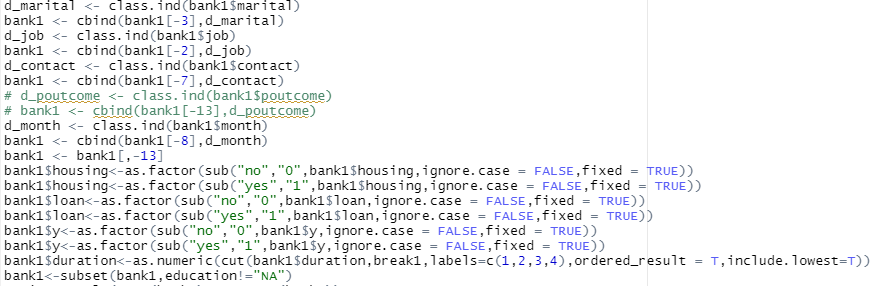 d_marital <- class.ind(bank1$marital)
bank1 <- cbind(bank1[-3],d_marital)
d_job <- class.ind(bank1$job)
bank1 <- cbind(bank1[-2],d_job)
d_contact <- class.ind(bank1$contact)
bank1 <- cbind(bank1[-7],d_contact)
# d_poutcome <- class.ind(bank1$poutcome)
# bank1 <- cbind(bank1[-13],d_poutcome)
d_month <- class.ind(bank1$month)
bank1 <- cbind(bank1[-8],d_month)
bank1 <- bank1[,-13]
bank1$housing<-as.factor(sub("no","0",bank1$housing,ignore.case = FALSE,fixed = TRUE))
bank1$housing<-as.factor(sub("yes","1",bank1$housing,ignore.case = FALSE,fixed = TRUE))
bank1$loan<-as.factor(sub("no","0",bank1$loan,ignore.case = FALSE,fixed = TRUE))
bank1$loan<-as.factor(sub("yes","1",bank1$loan,ignore.case = FALSE,fixed = TRUE))
bank1$y<-as.factor(sub("no","0",bank1$y,ignore.case = FALSE,fixed = TRUE))
bank1$y<-as.factor(sub("yes","1",bank1$y,ignore.case = FALSE,fixed = TRUE))
bank1$duration<-as.numeric(cut(bank1$duration,break1,labels=c(1,2,3,4),ordered_result = T,include.lowest=T))
bank1<-subset(bank1,education!="NA")